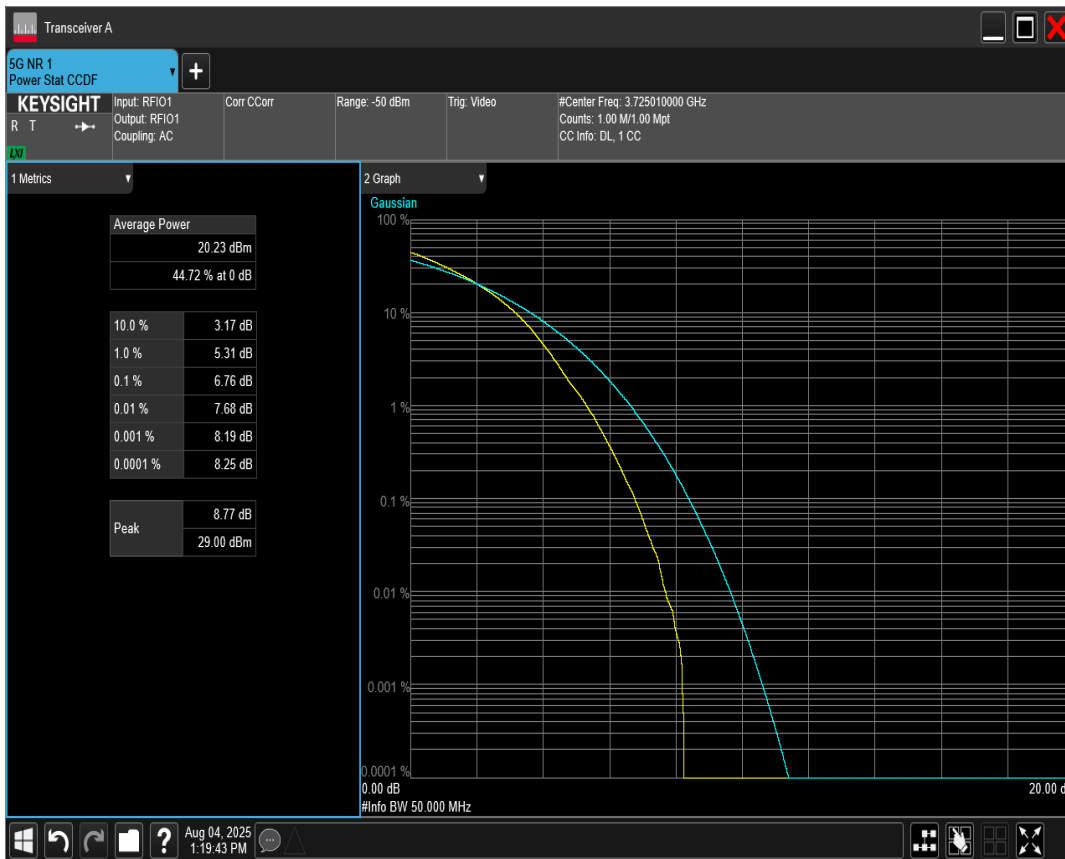 Transceiver A
5G NR 1
Power Stat CCDF
KEYSIGHT
R T
LXI
Input: RFIO1
Output: RFIO1
Coupling: AC
Corr CCorr
Range: -50 dBm
Trig: Video
#Center Freq: 3.725010000 GHz
Counts: 1.00 M/1.00 Mpt
CC Info: DL, 1 CC
1 Metrics
Average Power
20.23 dBm
44.72 % at 0 dB
10.0 % 3.17 dB
1.0 % 5.31 dB
0.1 % 6.76 dB
0.01 % 7.68 dB
0.001 % 8.19 dB
0.0001 % 8.25 dB
Peak
8.77 dB
29.00 dBm
2 Graph
Gaussian
100 %
10 %
1 %
0.1 %
0.01 %
0.001 %
0.0001 %
0.00 dB
20.00 d
#Info BW 50.000 MHz
Aug 04, 2025
1:19:43 PM